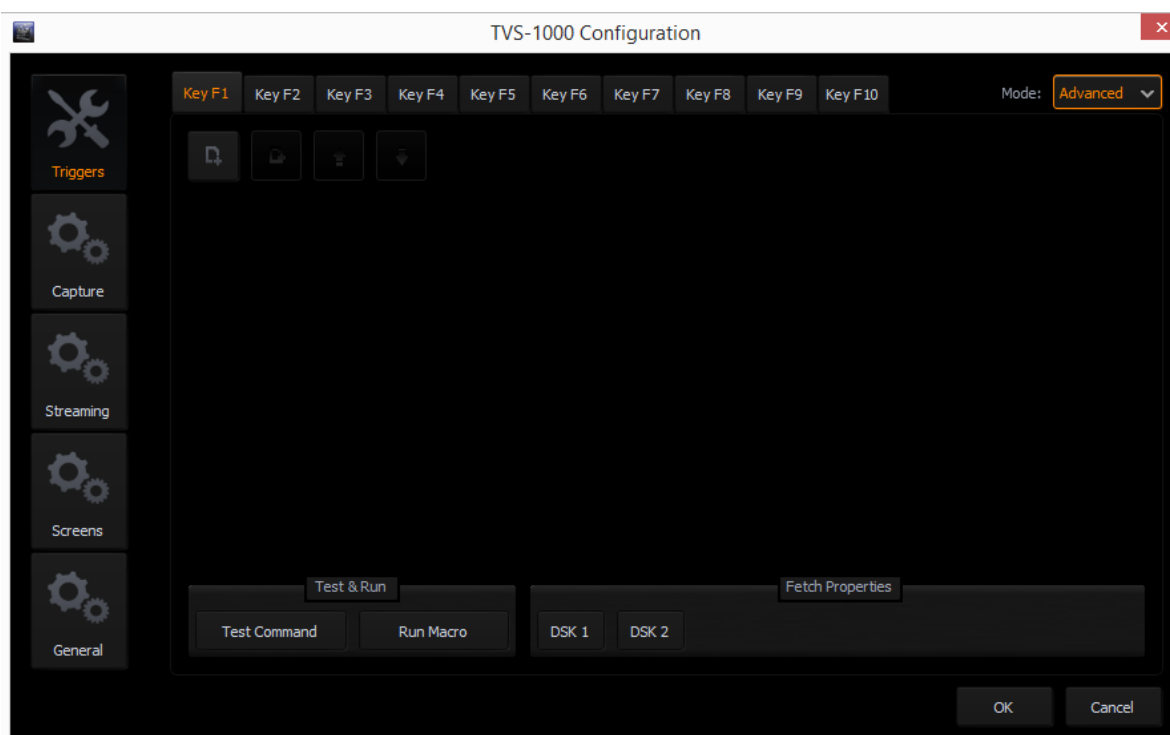 TVS-1000 Configuration
Key F1 Key F2 Key F3 Key F4 Key F5 Key F6 Key F7 Key F8 Key F9 Key F10 Mode: Advanced
Triggers
Capture
Streaming
Screens
General
Test & Run Fetch Properties
Test Command Run Macro DSK 1 DSK 2
OK Cancel